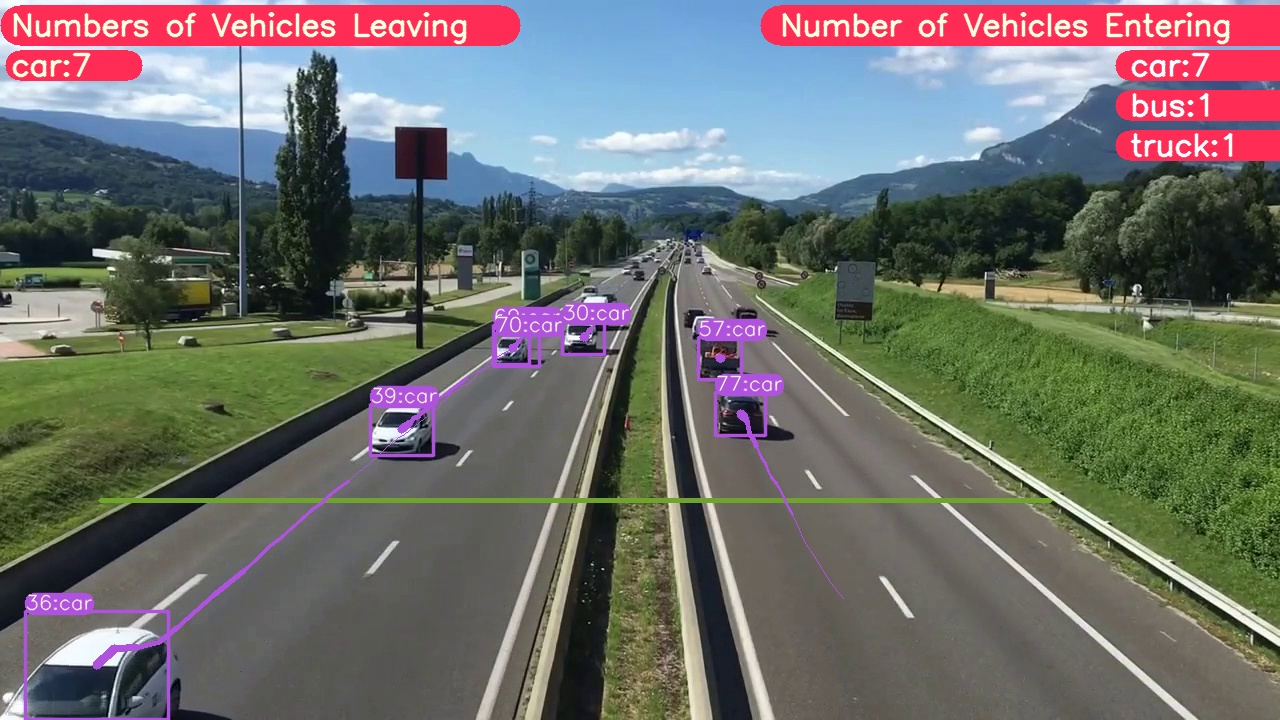 Numbers of Vehicles Leaving
Number of Vehicles Entering
car:7
car:7
bus:1
truck:1
30:car
70:car
57:car
77:car
39:car
36:car